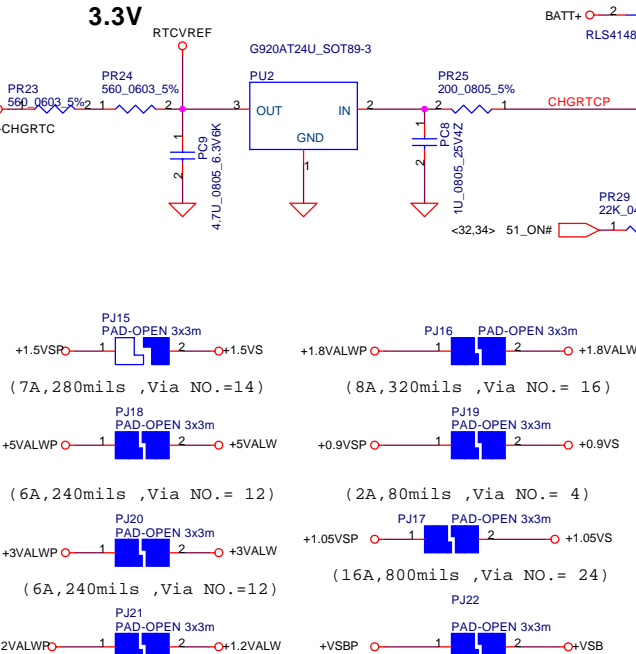 3.3V
RTCVREF
BATT+ 2
RLS4148
G920AT24U_SOT89-3
PR23
560_0603_5%
PR24
560_0603_5%
PU2
PR25
200_0805_5%
1 2 1 2 3 OUT IN 2 2 1 CHGRTCP
GND
CHGRTC
1 2 PC9
4.7U_0805_6.3V6K
1
1 2 PC8
1U_0805_25V4Z
PR29
22K_04
<32,34> 51_ON# 1
PJ15
PAD-OPEN 3x3m
+1.5VSP 1 2 +1.5VS
(7A,280mils ,Via NO.=14)
PJ16 PAD-OPEN 3x3m
+1.8VALWP 1 2 +1.8VALW
(8A,320mils ,Via NO.= 16)
PJ18
PAD-OPEN 3x3m
+5VALWP 1 2 +5VALW
(6A,240mils ,Via NO.= 12)
PJ19
PAD-OPEN 3x3m
+0.9VSP 1 2 +0.9VS
(2A,80mils ,Via NO.= 4)
PJ20
PAD-OPEN 3x3m
+3VALWP 1 2 +3VALW
(6A,240mils ,Via NO.=12)
PJ17 PAD-OPEN 3x3m
+1.05VSP 1 2 +1.05VS
(16A,800mils ,Via NO.= 24)
PJ21
PAD-OPEN 3x3m
2VALWP 1 2 +1.2VALW
PJ22
PAD-OPEN 3x3m
+VSBP 1 2 +VSB